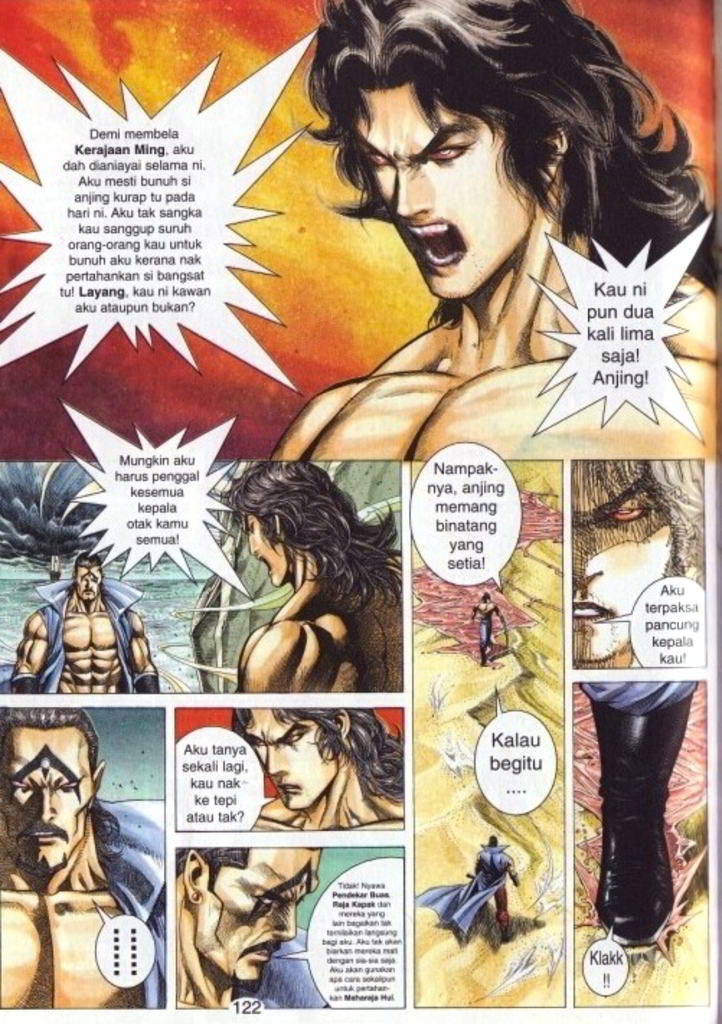 Demi membela
Kerajaan Ming, aku
dah dianiayai selama ni.
Aku mesti bunuh si
anjing kurap tu pada
hari ni. Aku tak sangka
kau sanggup suruh
orang-orang kau untuk
bunuh aku kerana nak
pertahankan si bangsat
tu! Layang, kau ni kawan
aku ataupun bukan?
Kau ni
pun dua
kali lima
saja!
Anjing!
Mungkin aku
harus penggal
kesemua
kepala
otak kamu
semua!
Aku tanya
sekali lagi,
kau nak
ke tepi
atau tak?
Tidak! Nyawa
Pendekar Buas,
Raja Kapak dan
mereka yang
lain bagaikan tak
ternilaikan langsung
bagi aku. Aku tak akan
biarkan mereka mati
dengan sia-sia saja.
Aku akan gunakan
apa cara sekalipun
untuk pertahan-
kan Maharaja Hui.
Nampak-
nya, anjing
memang
binatang
yang
setia!
Kalau
begitu
....
Aku
terpaksa
pancung
kepala
kau!
Klakk
!!
122